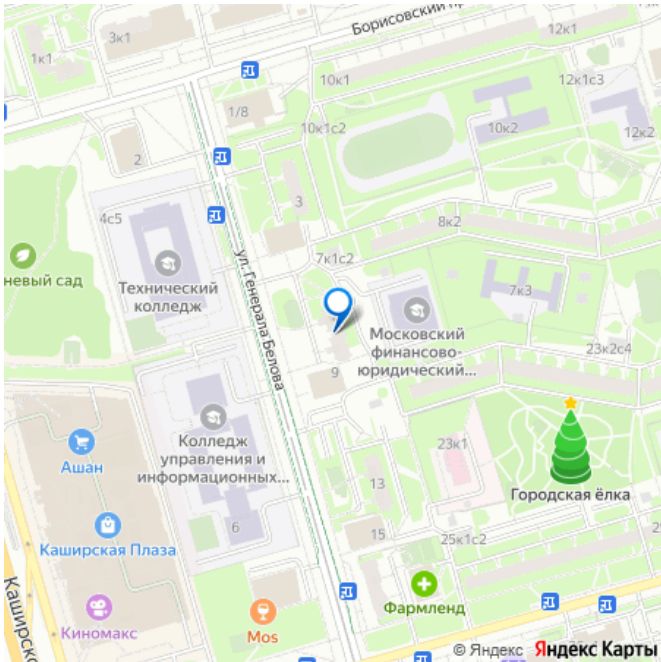 3к1
Борисовский
1к1
10к1
12к1с3
1/8
10к1с2
10к2
12к2
2
3
4с5
8к2
7к1с2
невый сад
Технический
колледж
ул. Генерала Белова
7к3
Московский
финансово-
юридический...
23к2с4
9
Колледж
управления и
информационных...
Ашан
23к1
13
Городская ёлка
6
15
Каширская Плаза
25к1с2
Фармленд
Киномакс
Mos
Каширско
© Яндекс Яндекс Карты